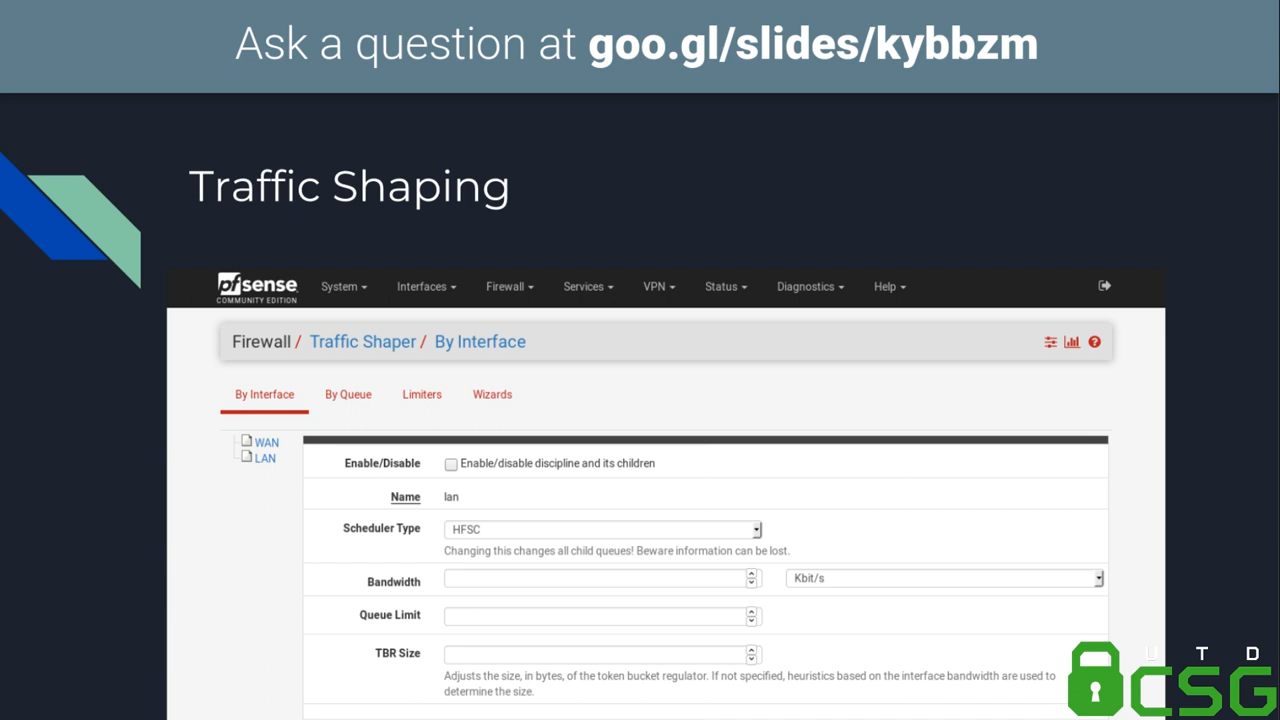 Ask a question at goo.gl/slides/kybbzm
Traffic Shaping
pfsense
COMMUNITY EDITION
System Interfaces Firewall Services VPN Status Diagnostics Help
Firewall / Traffic Shaper / By Interface
By Interface By Queue Limiters Wizards
WAN
LAN
Enable/Disable Enable/disable discipline and its children
Name lan
Scheduler Type HFSC
Changing this changes all child queues! Beware information can be lost.
Bandwidth Kbit/s
Queue Limit
TBR Size
Adjusts the size, in bytes, of the token bucket regulator. If not specified, heuristics based on the interface bandwidth are used to
determine the size.
U T D
CSG